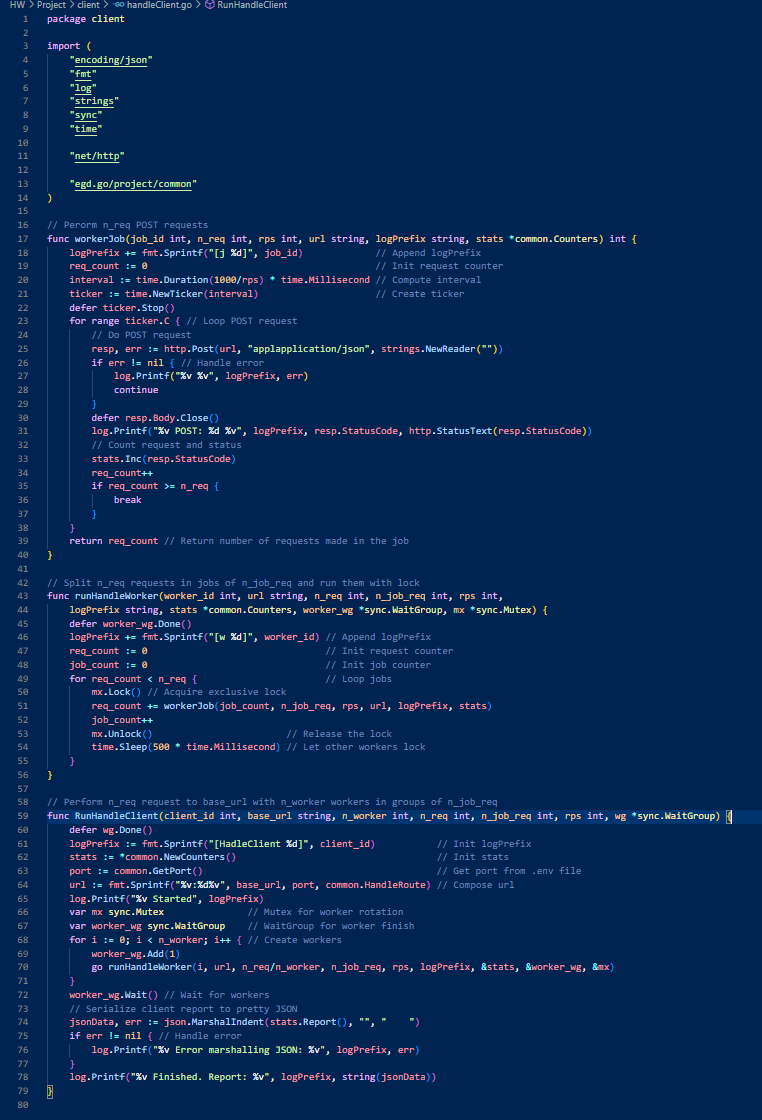 HW > Project > client > handleClient.go > RunHandleClient
1 package client
2
3 import (
4 "encoding/json"
5 "fmt"
6 "log"
7 "strings"
8 "sync"
9 "time"
10
11 "net/http"
12
13 "egd.go/project/common"
14 )
15
16 // Perorm n_req POST requests
17 func workerJob(job_id int, n_req int, rps int, url string, logPrefix string, stats *common.Counters) int {
18 logPrefix += fmt.Sprintf("[j %d]", job_id) // Append logPrefix
19 req_count := 0 // Init request counter
20 interval := time.Duration(1000/rps) * time.Millisecond // Compute interval
21 ticker := time.NewTicker(interval) // Create ticker
22 defer ticker.Stop()
23 for range ticker.C { // Loop POST request
24 // Do POST request
25 resp, err := http.Post(url, "applapplication/json", strings.NewReader(""))
26 if err != nil { // Handle error
27 log.Printf("%v %v", logPrefix, err)
28 continue
29 }
30 defer resp.Body.Close()
31 log.Printf("%v POST: %d %v", logPrefix, resp.StatusCode, http.StatusText(resp.StatusCode))
32 // Count request and status
33 stats.Inc(resp.StatusCode)
34 req_count++
35 if req_count >= n_req {
36 break
37 }
38 }
39 return req_count // Return number of requests made in the job
40 }
41
42 // Split n_req requests in jobs of n_job_req and run them with lock
43 func runHandleWorker(worker_id int, url string, n_req int, n_job_req int, rps int,
44 logPrefix string, stats *common.Counters, worker_wg *sync.WaitGroup, mx *sync.Mutex) {
45 defer worker_wg.Done()
46 logPrefix += fmt.Sprintf("[w %d]", worker_id) // Append logPrefix
47 req_count := 0 // Init request counter
48 job_count := 0 // Init job counter
49 for req_count < n_req { // Loop jobs
50 mx.Lock() // Acquire exclusive lock
51 req_count += workerJob(job_count, n_job_req, rps, url, logPrefix, stats)
52 job_count++
53 mx.Unlock() // Release the lock
54 time.Sleep(500 * time.Millisecond) // Let other workers lock
55 }
56 }
57
58 // Perform n_req request to base_url with n_worker workers in groups of n_job_req
59 func RunHandleClient(client_id int, base_url string, n_worker int, n_req int, n_job_req int, rps int, wg *sync.WaitGroup) {
60 defer wg.Done()
61 logPrefix := fmt.Sprintf("[HadleClient %d]", client_id) // Init logPrefix
62 stats := *common.NewCounters() // Init stats
63 port := common.GetPort() // Get port from .env file
64 url := fmt.Sprintf("%v:%d%v", base_url, port, common.HandleRoute) // Compose url
65 log.Printf("%v Started", logPrefix)
66 var mx sync.Mutex // Mutex for worker rotation
67 var worker_wg sync.WaitGroup // WaitGroup for worker finish
68 for i := 0; i < n_worker; i++ { // Create workers
69 worker_wg.Add(1)
70 go runHandleWorker(i, url, n_req/n_worker, n_job_req, rps, logPrefix, &stats, &worker_wg, &mx)
71 }
72 worker_wg.Wait() // Wait for workers
73 // Serialize client report to pretty JSON
74 jsonData, err := json.MarshalIndent(stats.Report(), "", "    ")
75 if err != nil { // Handle error
76 log.Printf("%v Error marshalling JSON: %v", logPrefix, err)
77 }
78 log.Printf("%v Finished. Report: %v", logPrefix, string(jsonData))
79 }
80